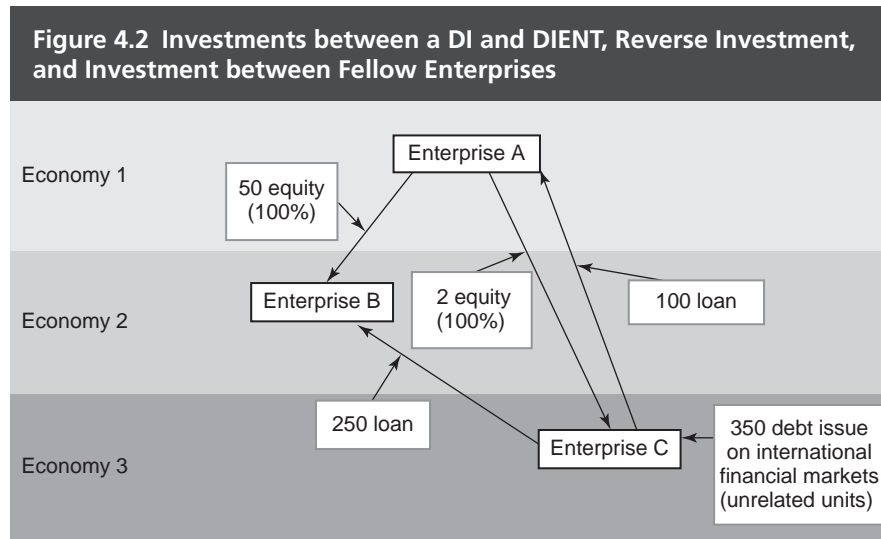 Figure 4.2 Investments between a DI and DIENT, Reverse Investment,
and Investment between Fellow Enterprises
Economy 1
Enterprise A
50 equity
(100%)
Economy 2
Enterprise B
2 equity
(100%)
100 loan
250 loan
Economy 3
Enterprise C
350 debt issue
on international
financial markets
(unrelated units)